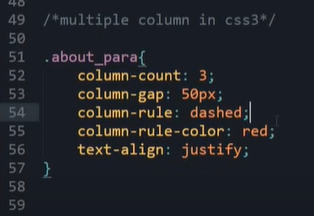 48
49 /*multiple column in css3*/
50
51 .about_para{
52 column-count: 3;
53 column-gap: 50px;
54 column-rule: dashed;
55 column-rule-color: red;
56 text-align: justify;
57 }
58
59